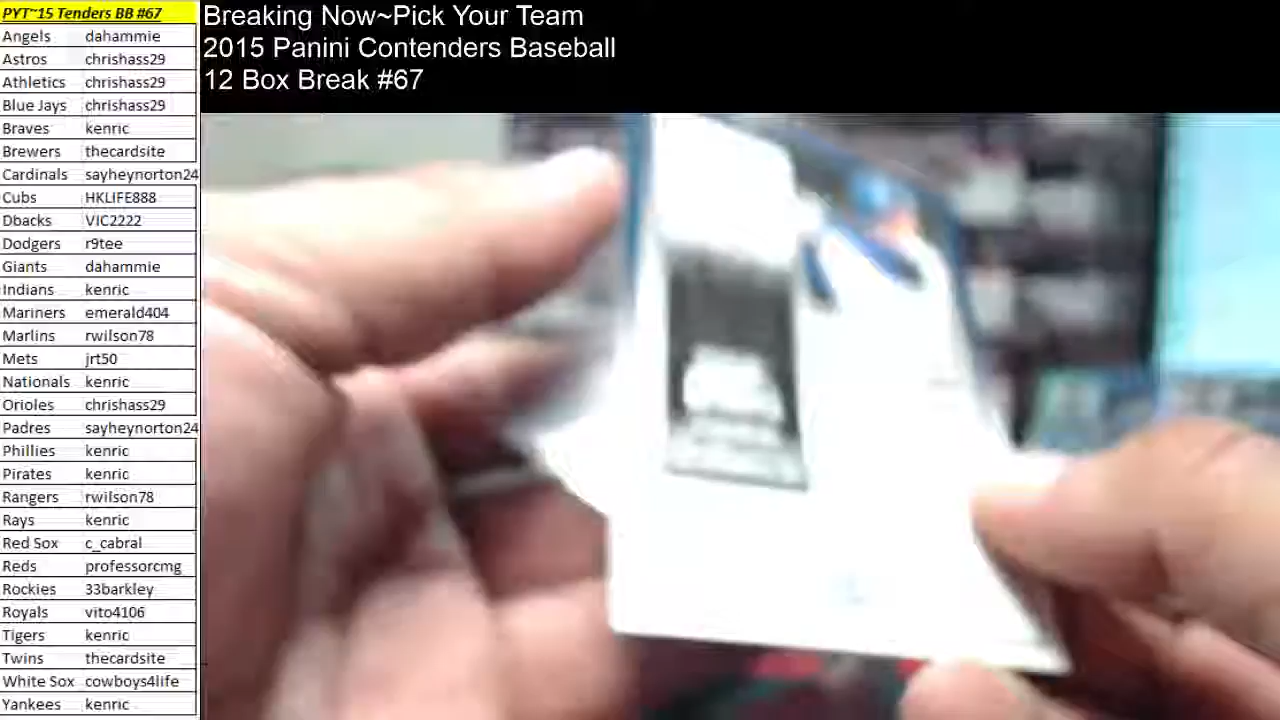 PYT~15 Tenders BB #67
Angels dahammie
Astros chrishass29
Athletics chrishass29
Blue Jays chrishass29
Braves kenric
Brewers thecardsite
Cardinals sayheynorton24
Cubs HKLIFE888
Dbacks VIC2222
Dodgers r9tee
Giants dahammie
Indians kenric
Mariners emerald404
Marlins rwilson78
Mets jrt50
Nationals kenric
Orioles chrishass29
Padres sayheynorton24
Phillies kenric
Pirates kenric
Rangers rwilson78
Rays kenric
Red Sox c_cabral
Reds professorcmg
Rockies 33barkley
Royals vito4106
Tigers kenric
Twins thecardsite
White Sox cowboys4life
Yankees kenric
Breaking Now~Pick Your Team
2015 Panini Contenders Baseball
12 Box Break #67